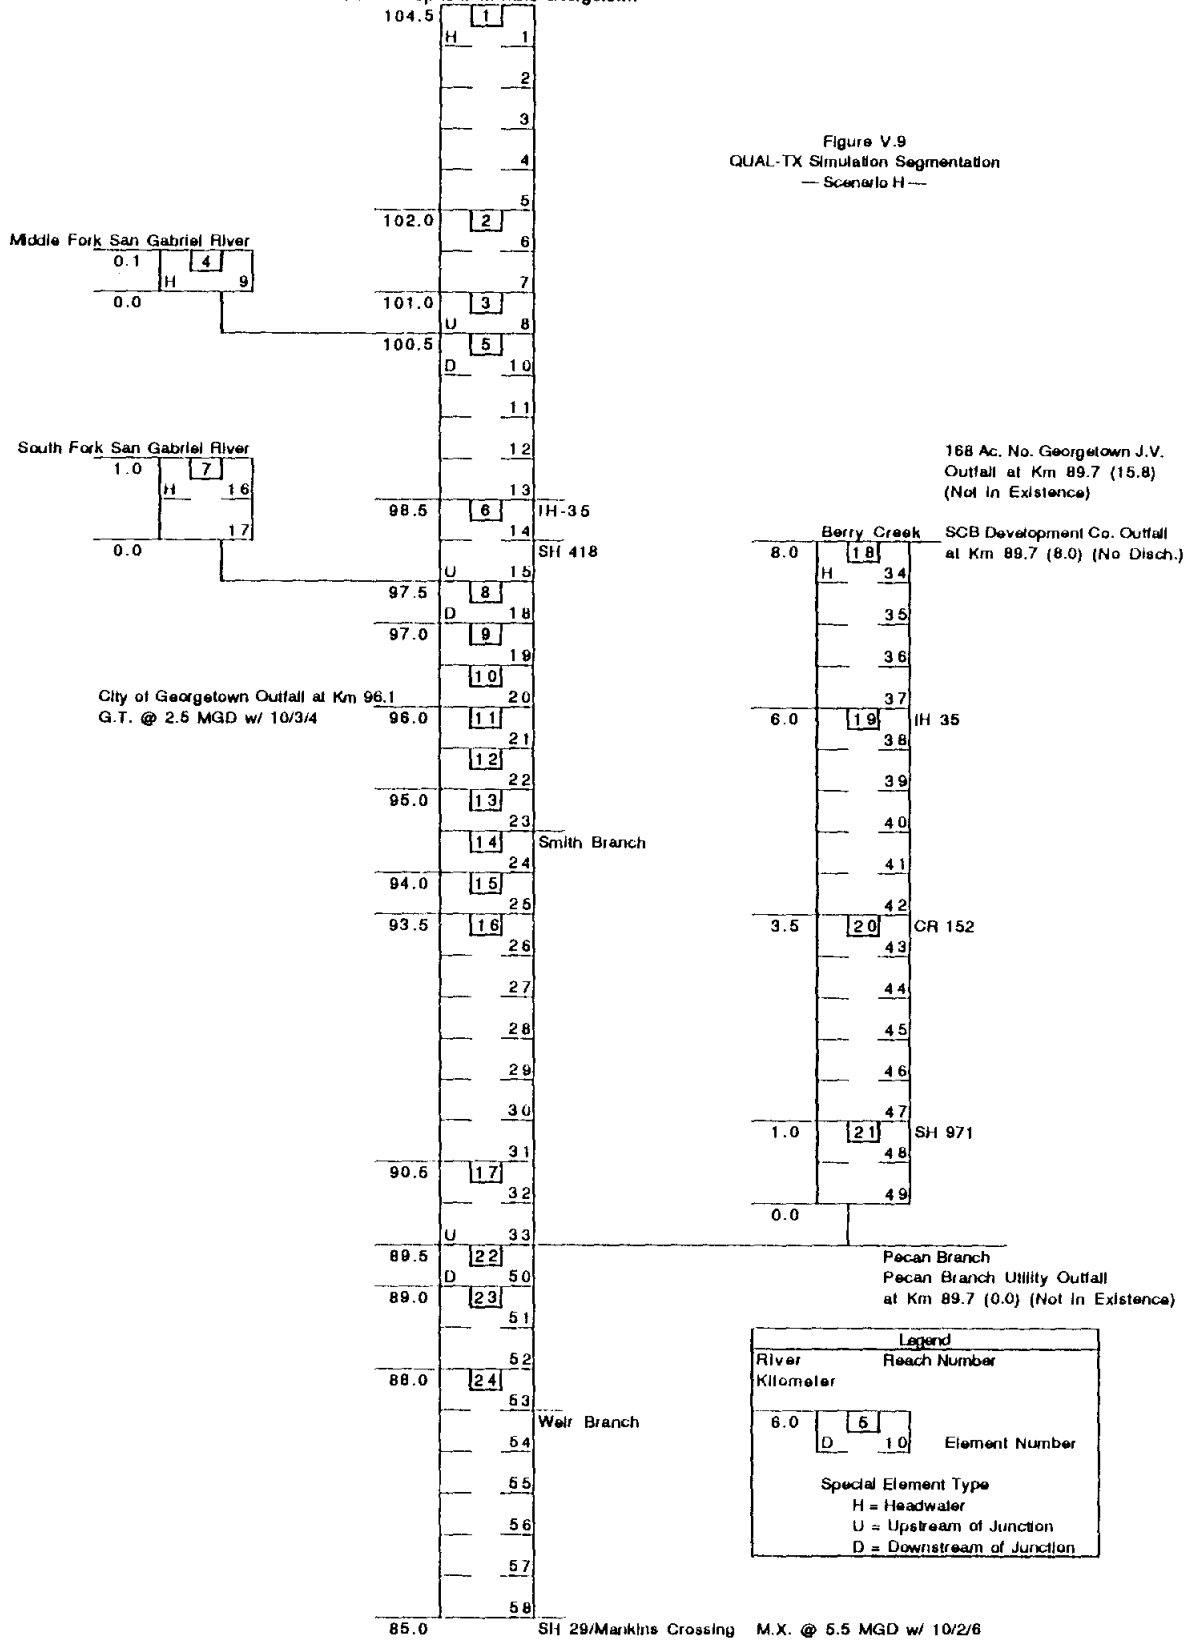 104.5 1
H 1
2
3
4
5
Figure V.9
QUAL-TX Simulation Segmentation
— Scenario H —
102.0 2
6
7
Middle Fork San Gabriel River
0.1 4
H 9
0.0
101.0 3
U 8
100.5 5
D 10
11
12
13
South Fork San Gabriel River
1.0 7
H 16
17
0.0
98.5 6 IH-35
14
SH 418
U 15
97.5 8
D 18
97.0 9
19
10
20
City of Georgetown Outfall at Km 96.1
G.T. @ 2.5 MGD w/ 10/3/4
96.0 11
21
12
22
95.0 13
23
14 Smith Branch
24
94.0 15
25
93.5 16
26
27
28
29
30
31
90.5 17
32
U 33
89.5 22
D 50
89.0 23
51
52
88.0 24
53
Weir Branch
54
55
56
57
58
85.0 SH 29/Mankins Crossing M.X. @ 5.5 MGD w/ 10/2/6
168 Ac. No. Georgetown J.V.
Outfall at Km 89.7 (15.8)
(Not in Existence)
Berry Creek SCB Development Co. Outfall
at Km 89.7 (8.0) (No Disch.)
8.0 18
H 34
35
36
37
6.0 19 IH 35
38
39
40
41
42
3.5 20 CR 152
43
44
45
46
47
1.0 21 SH 971
48
49
0.0
Pecan Branch
Pecan Branch Utility Outfall
at Km 89.7 (0.0) (Not in Existence)
Legend
River Reach Number
Kilometer
6.0 5
D 10 Element Number
Special Element Type
H = Headwater
U = Upstream of Junction
D = Downstream of Junction